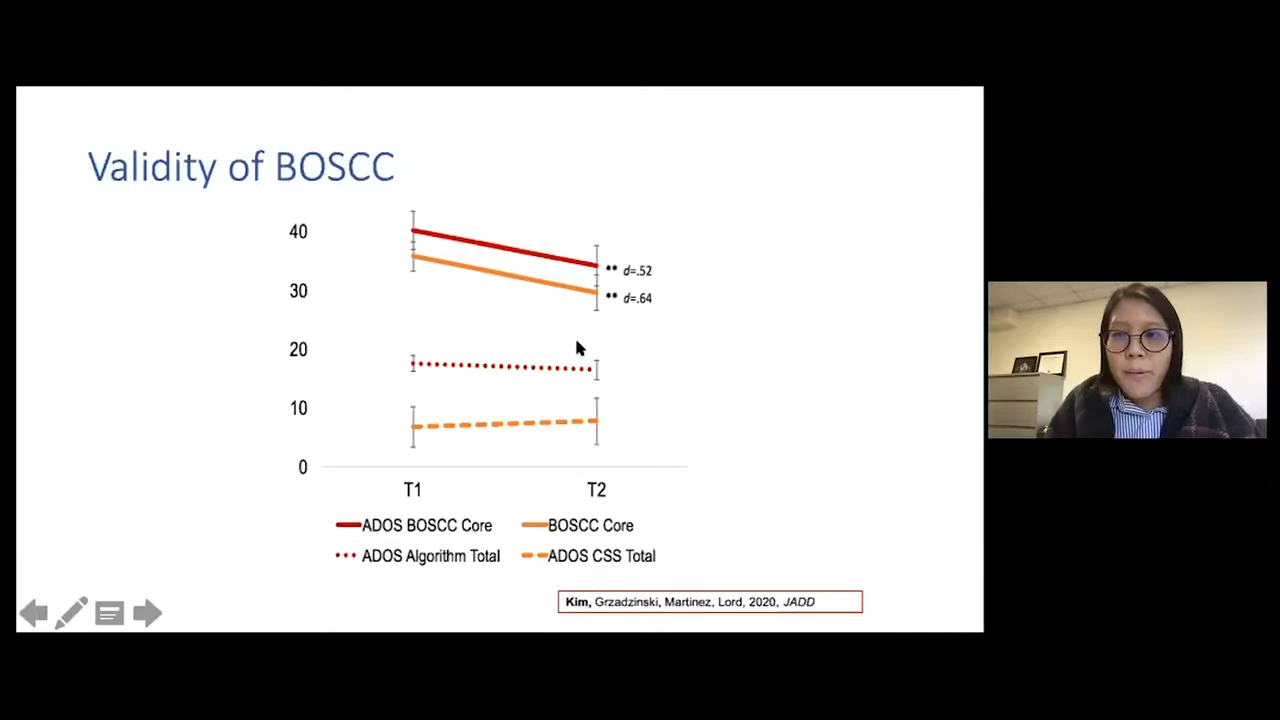 Validity of BOSCC
40
30
20
10
0
** d=.52
** d=.64
T1
T2
ADOS BOSCC Core
BOSCC Core
ADOS Algorithm Total
ADOS CSS Total
Kim, Grzadzinski, Martinez, Lord, 2020, JADD